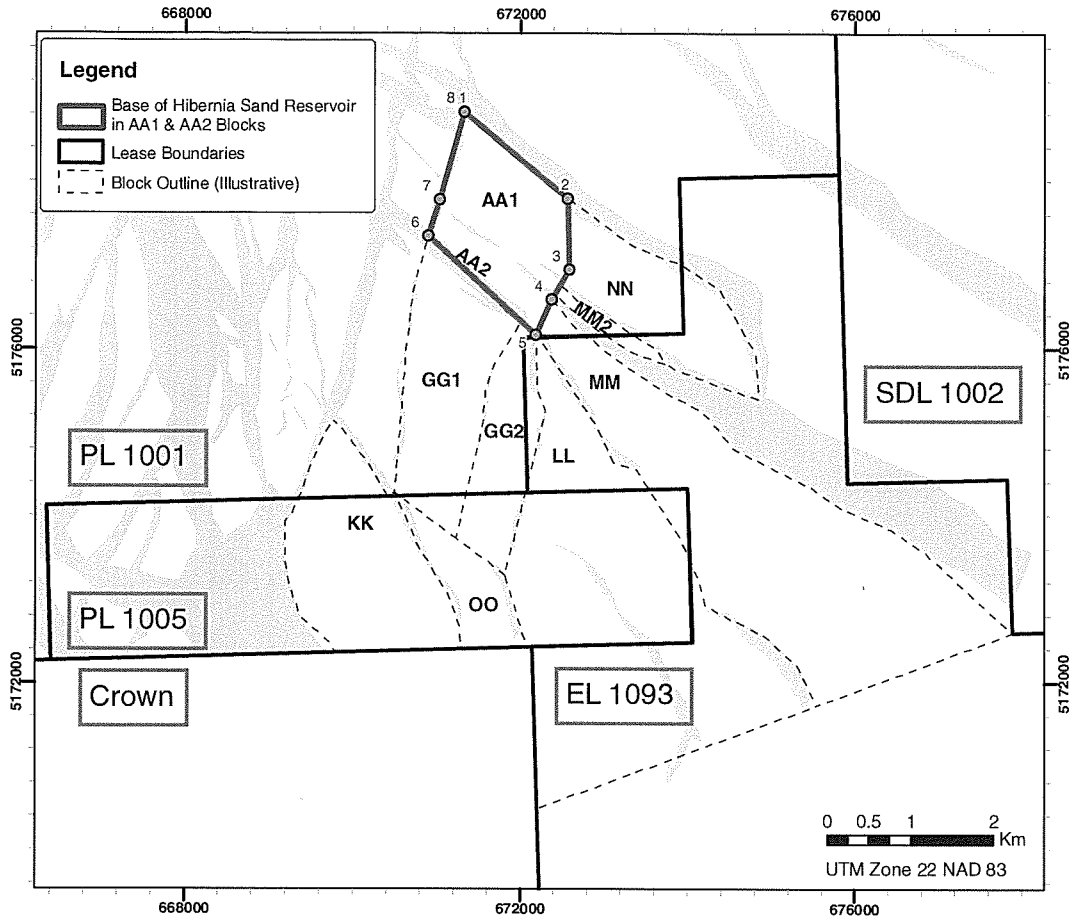 668000
672000
676000
Legend
Base of Hibernia Sand Reservoir
in AA1 & AA2 Blocks
Lease Boundaries
Block Outline (Illustrative)
8 1
7
AA1
2
6
AA2
3
4
NN
MM2
5
5176000
5176000
GG1
MM
SDL 1002
GG2
LL
PL 1001
KK
PL 1005
OO
5172000
5172000
Crown
EL 1093
0 0.5 1 2
Km
UTM Zone 22 NAD 83
668000
672000
676000